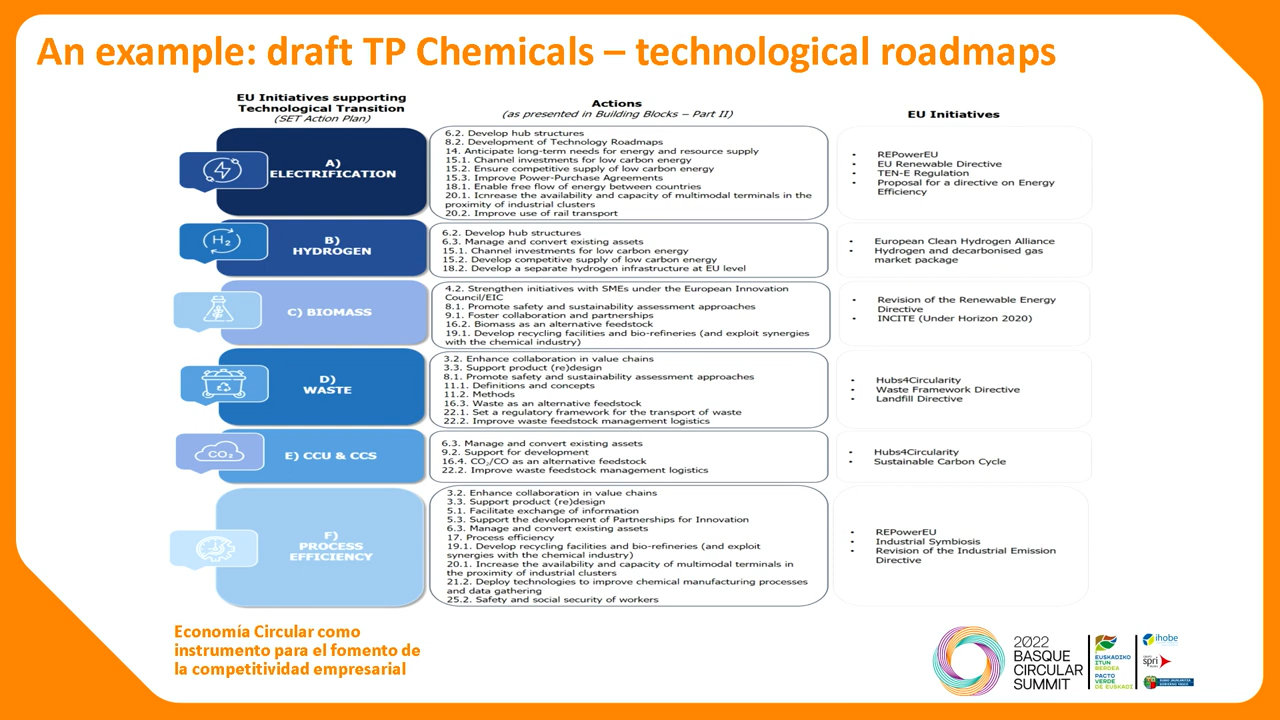 An example: draft TP Chemicals – technological roadmaps
EU Initiatives supporting
Technological Transition
(SET Action Plan)
Actions
(as presented in Building Blocks – Part II)
EU Initiatives
A)
ELECTRIFICATION
6.2. Develop hub structures
8.2. Development of Technology Roadmaps
14. Anticipate long-term needs for energy and resource supply
15.1. Channel investments for low carbon energy
15.2. Ensure competitive supply of low carbon energy
15.3. Improve Power-Purchase Agreements
18.1. Enable free flow of energy between countries
20.1. Icnrease the availability and capacity of multimodal terminals in the
proximity of industrial clusters
20.2. Improve use of rail transport
• REPowerEU
• EU Renewable Directive
• TEN-E Regulation
• Proposal for a directive on Energy
Efficiency
H2
B)
HYDROGEN
6.2. Develop hub structures
6.3. Manage and convert existing assets
15.1. Channel investments for low carbon energy
15.2. Develop competitive supply of low carbon energy
18.2. Develop a separate hydrogen infrastructure at EU level
• European Clean Hydrogen Alliance
• Hydrogen and decarbonised gas
market package
C) BIOMASS
4.2. Strengthen initiatives with SMEs under the European Innovation
Council/EIC
8.1. Promote safety and sustainability assessment approaches
9.1. Foster collaboration and partnerships
16.2. Biomass as an alternative feedstock
19.1. Develop recycling facilities and bio-refineries (and exploit synergies
with the chemical industry)
• Revision of the Renewable Energy
Directive
• INCITE (Under Horizon 2020)
D)
WASTE
3.2. Enhance collaboration in value chains
3.3. Support product (re)design
8.1. Promote safety and sustainability assessment approaches
11.1. Definitions and concepts
11.2. Methods
16.3. Waste as an alternative feedstock
22.1. Set a regulatory framework for the transport of waste
22.2. Improve waste feedstock management logistics
• Hubs4Circularity
• Waste Framework Directive
• Landfill Directive
CO2
E) CCU & CCS
6.3. Manage and convert existing assets
9.2. Support for development
16.4. CO2/CO as an alternative feedstock
22.2. Improve waste feedstock management logistics
• Hubs4Circularity
• Sustainable Carbon Cycle
F)
PROCESS
EFFICIENCY
3.2. Enhance collaboration in value chains
3.3. Support product (re)design
5.1. Facilitate exchange of information
5.3. Support the development of Partnerships for Innovation
6.3. Manage and convert existing assets
17. Process efficiency
19.1. Develop recycling facilities and bio-refineries (and exploit
synergies with the chemical industry)
20.1. Increase the availability and capacity of multimodal terminals in
the proximity of industrial clusters
21.2. Deploy technologies to improve chemical manufacturing processes
and data gathering
25.2. Safety and social security of workers
• REPowerEU
• Industrial Symbiosis
• Revision of the Industrial Emission
Directive
Economía Circular como
instrumento para el fomento de
la competitividad empresarial
2022
BASQUE
CIRCULAR
SUMMIT
EUSKADIKO
ITUN
BERDEA
PACTO
VERDE
DE EUSKADI
ihobe
spri